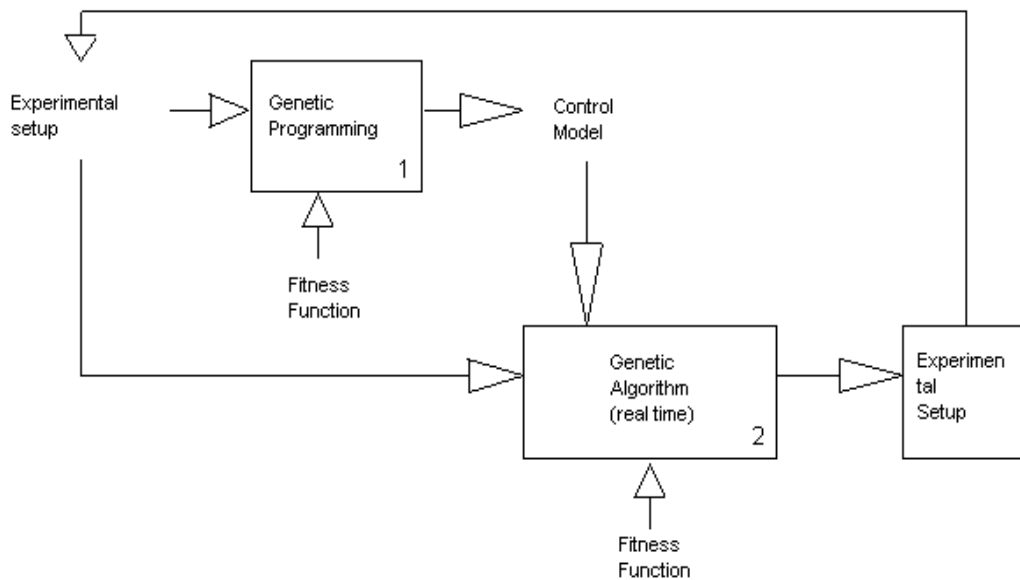 Experimental
setup
Genetic
Programming
1
Control
Model
Fitness
Function
Genetic
Algorithm
(real time)
2
Experimen
tal
Setup
Fitness
Function